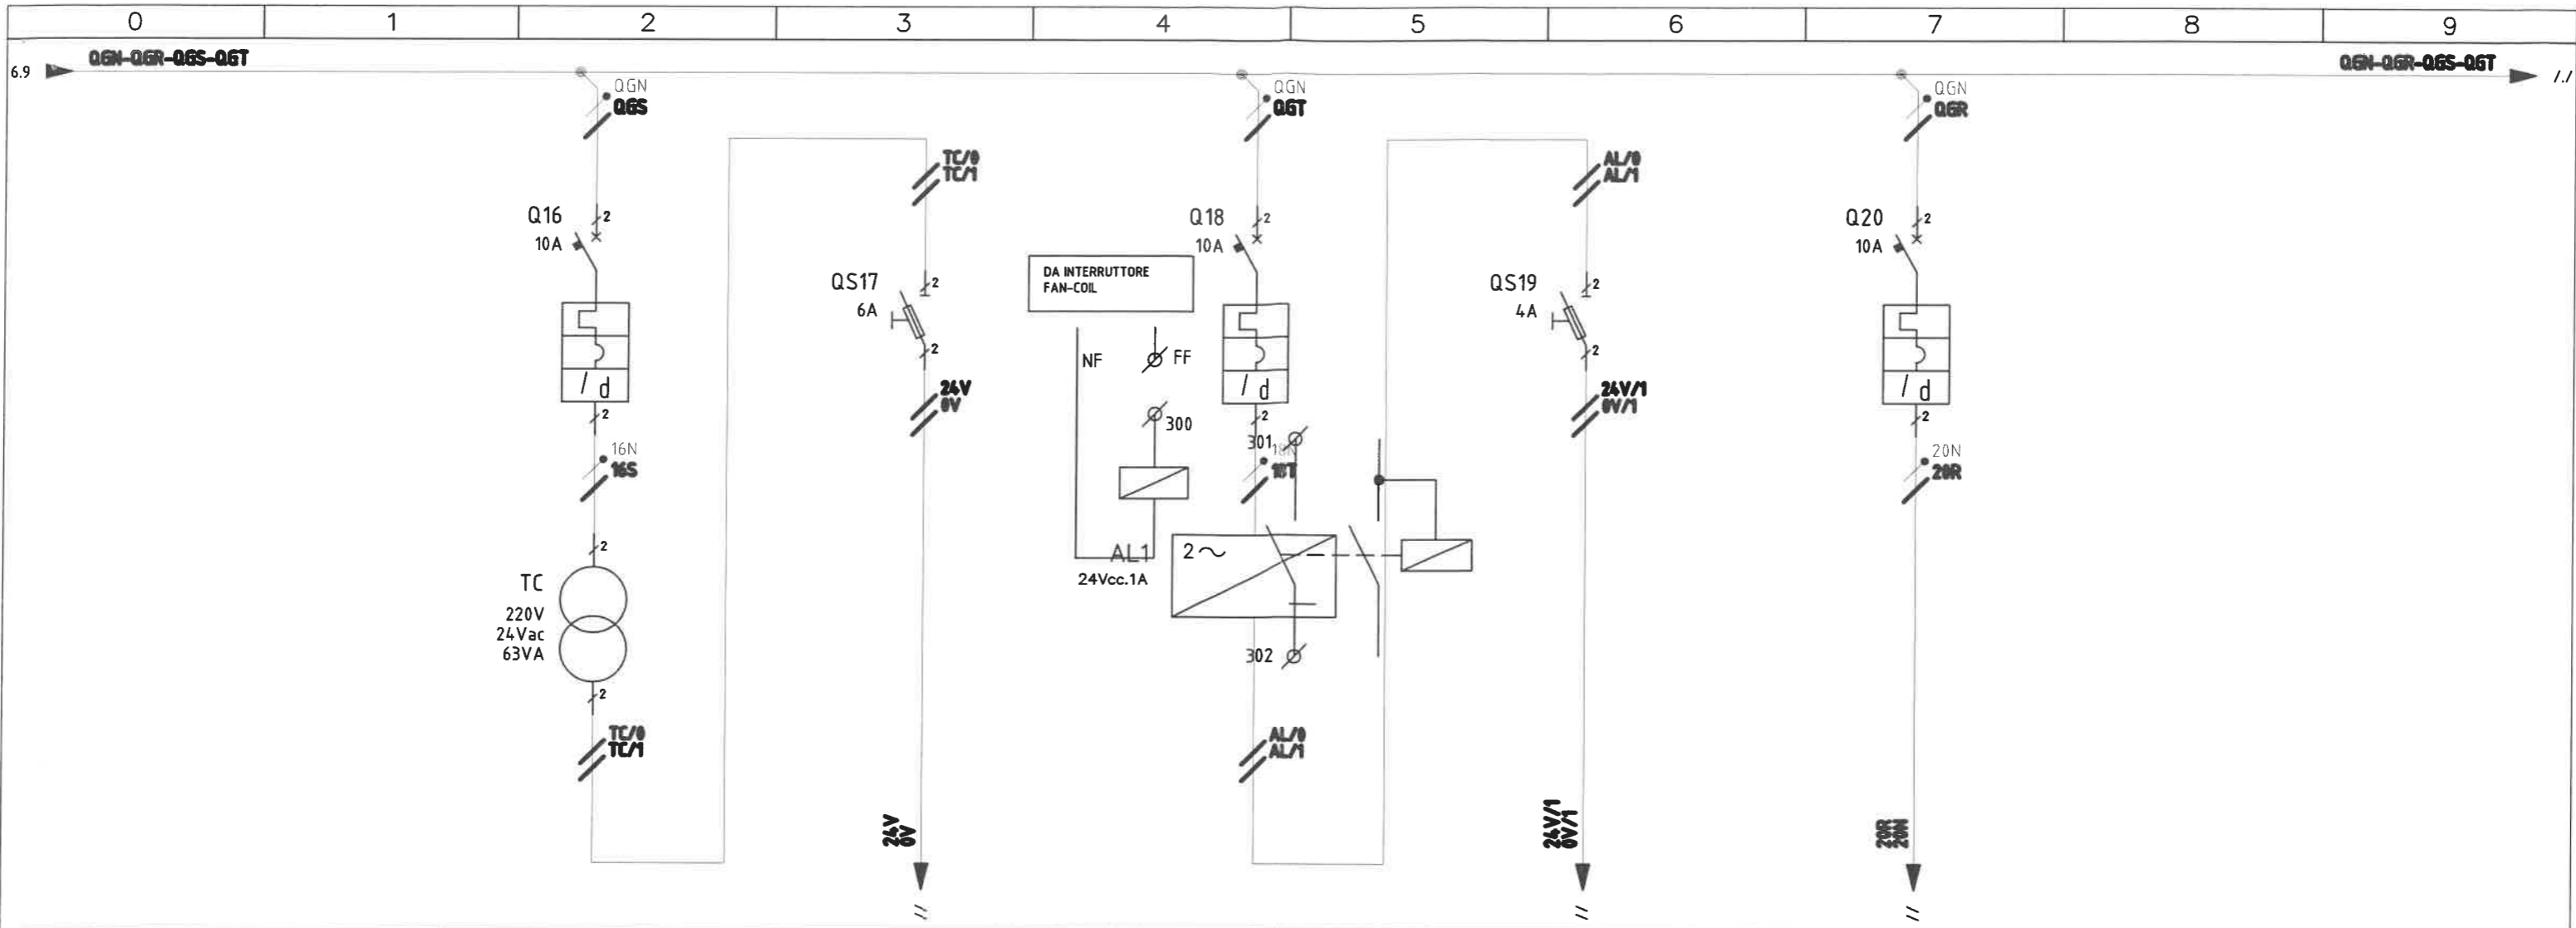 0 1 2 3 4 5 6 7 8 9
6.9
QGN-QGR-QGS-QGT
QGN-QGR-QGS-QGT
/./
QGN
QGS
QGN
QGT
QGN
QGR
TC/0
TC/1
AL/0
AL/1
Q16
10A
2
Q18
10A
2
Q20
10A
2
DA INTERRUTTORE
FAN-COIL
QS17
6A
2
2
QS19
4A
2
2
NF
FF
300
I d
2
I d
2
I d
2
24V
0V
24V/1
0V/1
301
16N
16S
18N
18T
20N
20R
2
TC
220V
24Vac
63VA
2
AL1
24Vcc.1A
2~
302
TC/0
TC/1
AL/0
AL/1
24V
0V
24V/1
0V/1
20R
20N
//
//
//